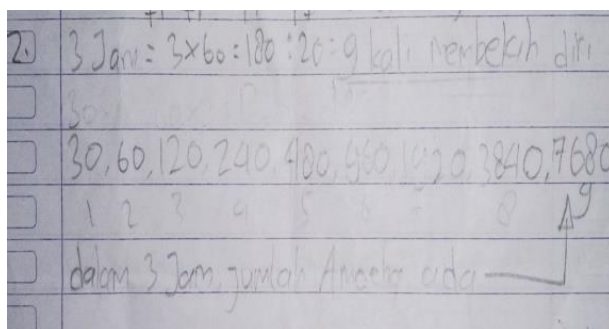 2. 3 Jam = 3×60 = 180 : 20 = 9 kali membelah diri
30, 60, 120, 240, 480, 960, 1920, 3840, 7680
1 2 3 4 5 6 7 8 9
dalam 3 Jam, jumlah Amoeba ada